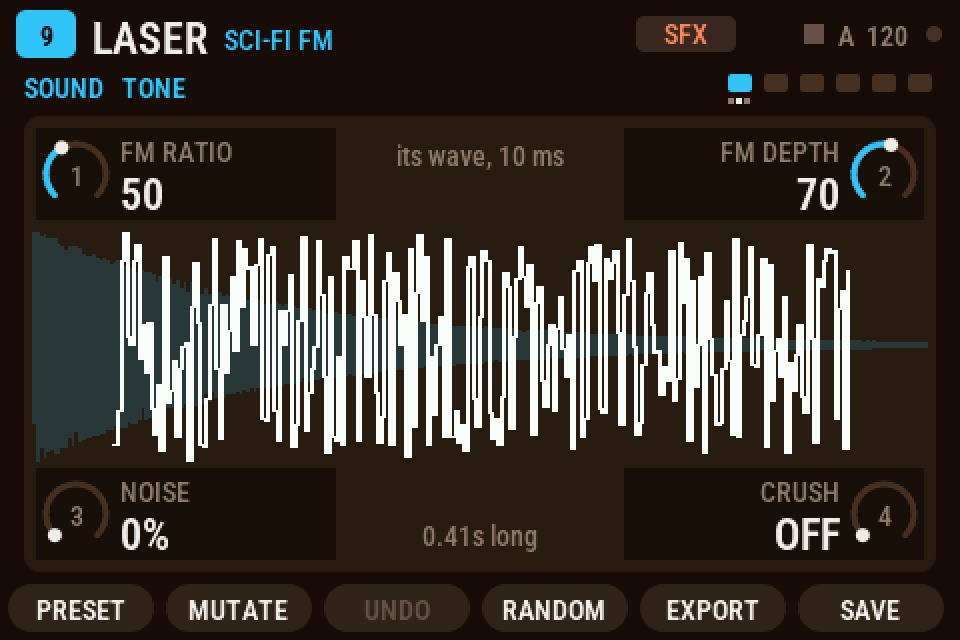 9 LASER SCI-FI FM SFX A 120
SOUND TONE
1 FM RATIO 50
its wave, 10 ms
FM DEPTH 70 2
3 NOISE 0%
0.41s long
CRUSH OFF 4
PRESET MUTATE UNDO RANDOM EXPORT SAVE